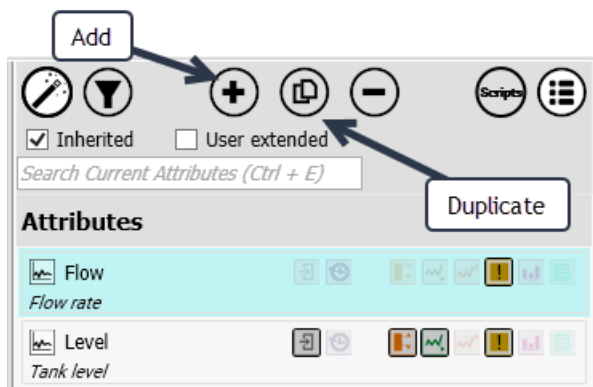 Add
Scripts
Inherited
User extended
Search Current Attributes (Ctrl + E)
Duplicate
Attributes
Flow
Flow rate
Level
Tank level